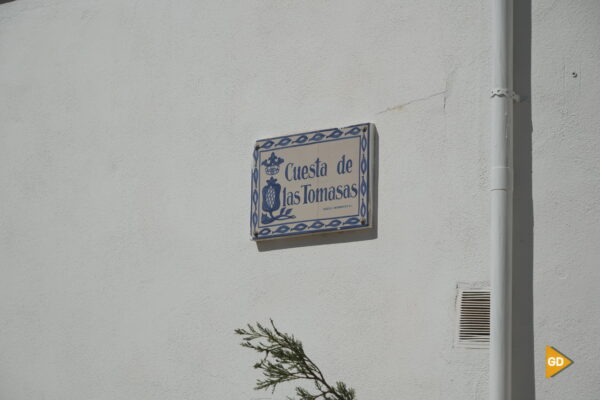 Cuesta de
las Tomasas
GD